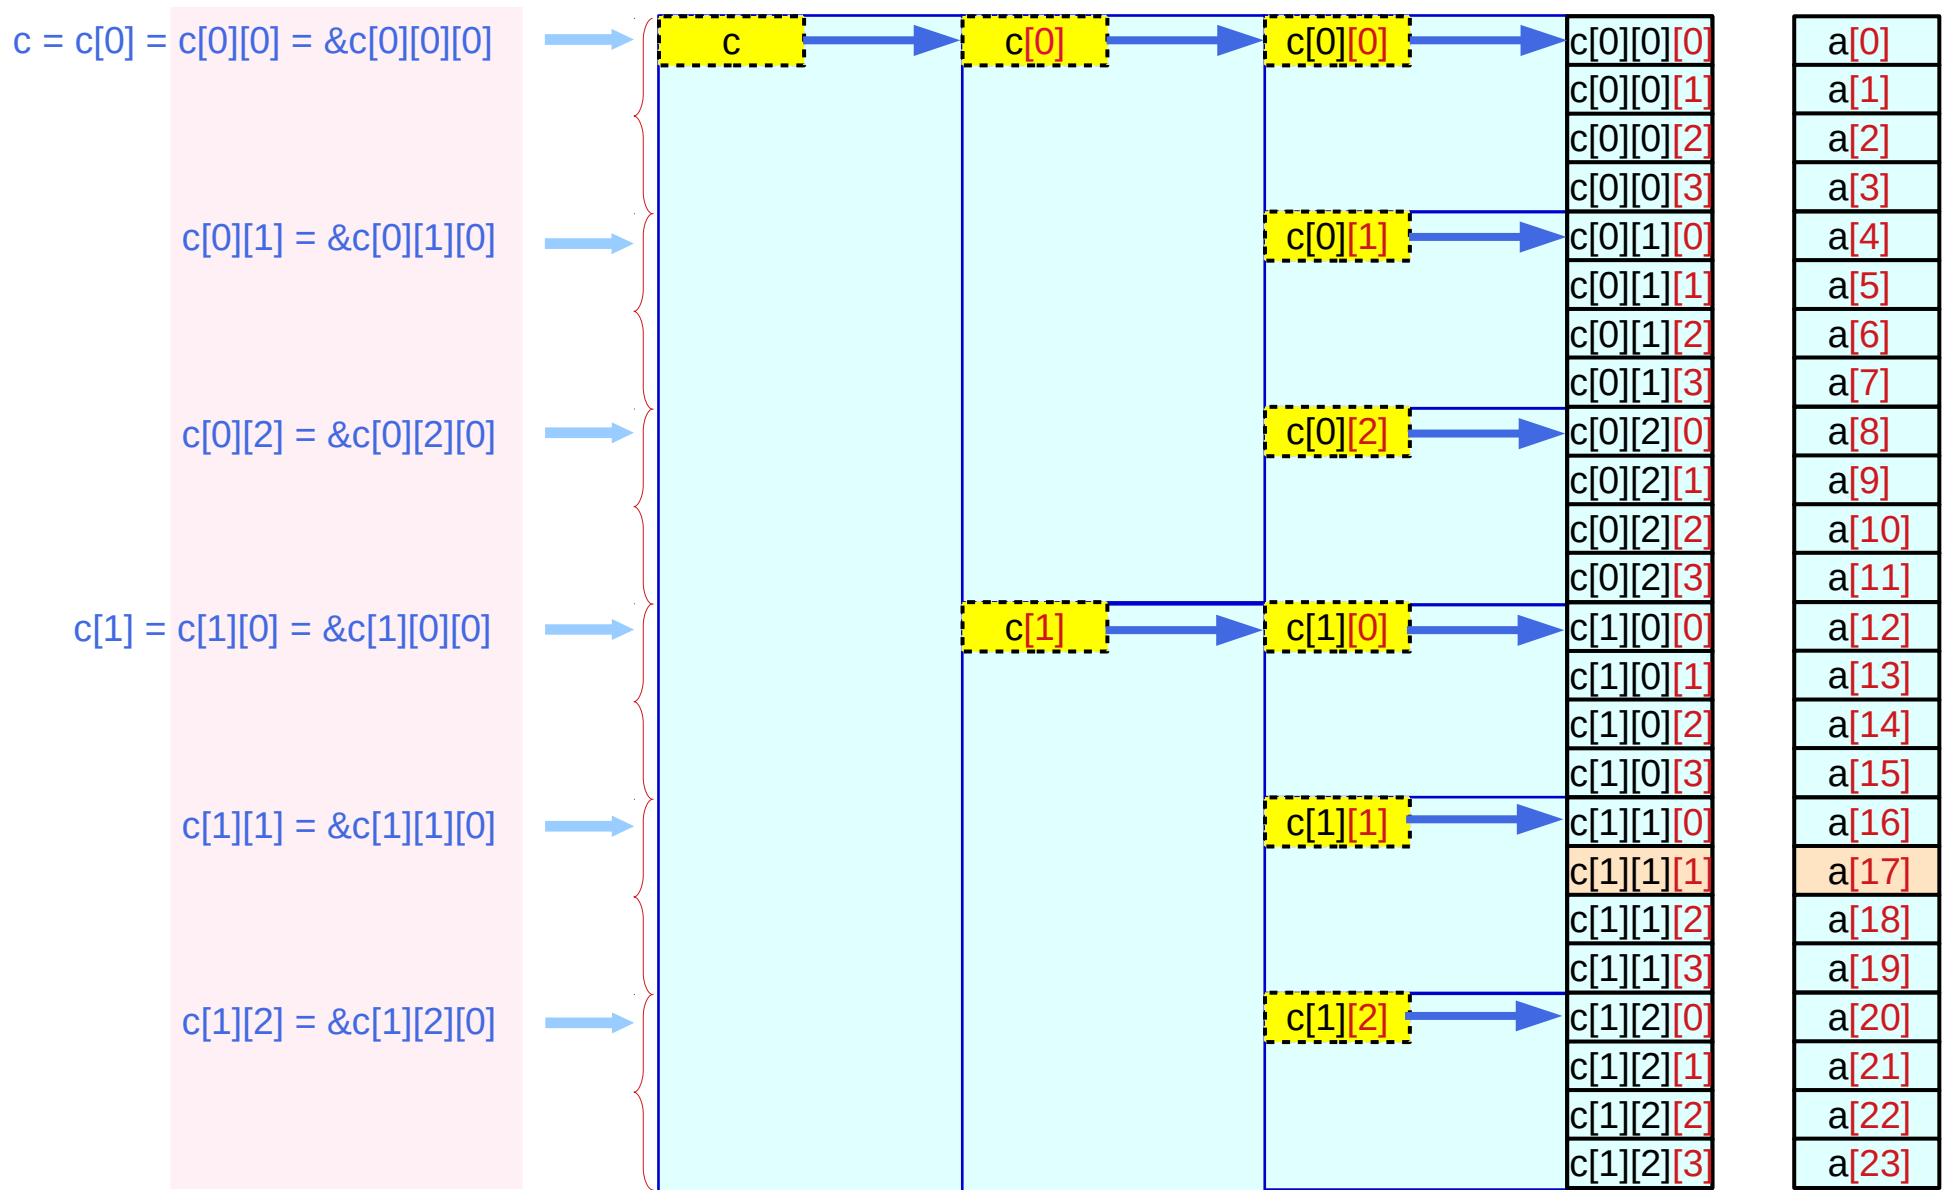 c = c[0] = c[0][0] = &c[0][0][0] c c[0] c[0][0] c[0][0][0] a[0]
c[0][0][1] a[1]
c[0][0][2] a[2]
c[0][0][3] a[3]
c[0][1] = &c[0][1][0] c[0][1] c[0][1][0] a[4]
c[0][1][1] a[5]
c[0][1][2] a[6]
c[0][1][3] a[7]
c[0][2] = &c[0][2][0] c[0][2] c[0][2][0] a[8]
c[0][2][1] a[9]
c[0][2][2] a[10]
c[0][2][3] a[11]
c[1] = c[1][0] = &c[1][0][0] c[1] c[1][0] c[1][0][0] a[12]
c[1][0][1] a[13]
c[1][0][2] a[14]
c[1][0][3] a[15]
c[1][1] = &c[1][1][0] c[1][1] c[1][1][0] a[16]
c[1][1][1] a[17]
c[1][1][2] a[18]
c[1][1][3] a[19]
c[1][2] = &c[1][2][0] c[1][2] c[1][2][0] a[20]
c[1][2][1] a[21]
c[1][2][2] a[22]
c[1][2][3] a[23]